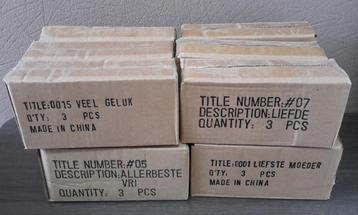 TITLE:0015 VEEL GELUK
Q'TY: 3 PCS
MADE IN CHINA
TITLE NUMBER:#07
DESCRIPTION:LIEFDE
QUANTITY: 3 PCS
TITLE NUMBER:#05
DESCRIPTION:ALLERBESTE
VRI
QUANTITY: 3 PCS
TITLE:0001 LIEFSTE MOEDER
Q'TY: 3 PCS
MADE IN CHINA